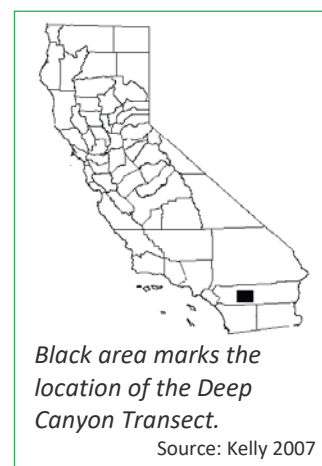 Black area marks the
location of the Deep
Canyon Transect.
Source: Kelly 2007